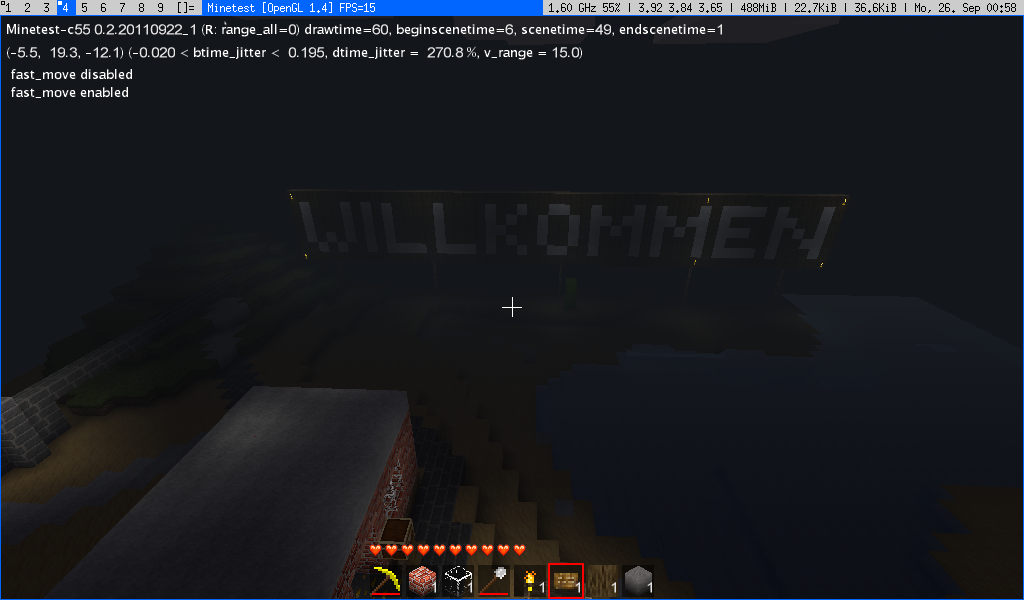 1 2 3 4 5 6 7 8 9 []= Minetest [OpenGL 1.4] FPS=15 1.60 GHz 55% | 3.92 3.84 3.65 | 488MiB | 22.7KiB | 36.6KiB | Mo, 26. Sep 00:58
Minetest-c55 0.2.20110922_1 (R: range_all=0) drawtime=60, beginscenetime=6, scenetime=49, endscenetime=1
(-5.5, 19.3, -12.1) (-0.020 < btime_jitter < 0.195, dtime_jitter = 270.8%, v_range = 15.0)
fast_move disabled
fast_move enabled
WILLKOMMEN
1 1 1 1 1 1